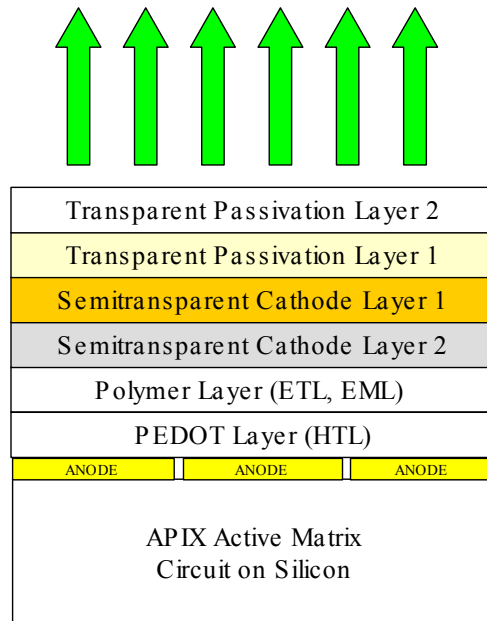 Transparent Passivation Layer 2
Transparent Passivation Layer 1
Semitransparent Cathode Layer 1
Semitransparent Cathode Layer 2
Polymer Layer (ETL, EML)
PEDOT Layer (HTL)
ANODE ANODE ANODE
APIX Active Matrix
Circuit on Silicon